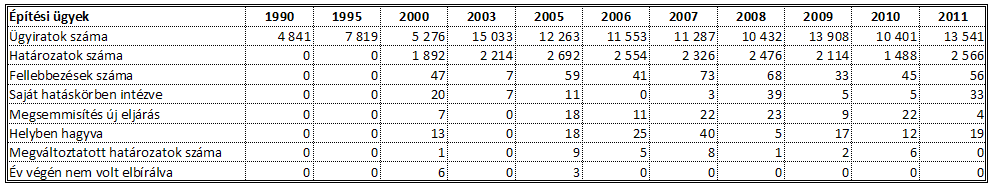 Építési ügyek 1990 1995 2000 2003 2005 2006 2007 2008 2009 2010 2011
Ügyiratok száma 4 841 7 819 5 276 15 033 12 263 11 553 11 287 10 432 13 908 10 401 13 541
Határozatok száma 0 0 1 892 2 214 2 692 2 554 2 326 2 476 2 114 1 488 2 566
Fellebbezések száma 0 0 47 7 59 41 73 68 33 45 56
Saját hatáskörben intézve 0 0 20 7 11 0 3 39 5 5 33
Megsemmisítés új eljárás 0 0 7 0 18 11 22 23 9 22 4
Helyben hagyva 0 0 13 0 18 25 40 5 17 12 19
Megváltoztatott határozatok száma 0 0 1 0 9 5 8 1 2 6 0
Év végén nem volt elbírálva 0 0 6 0 3 0 0 0 0 0 0